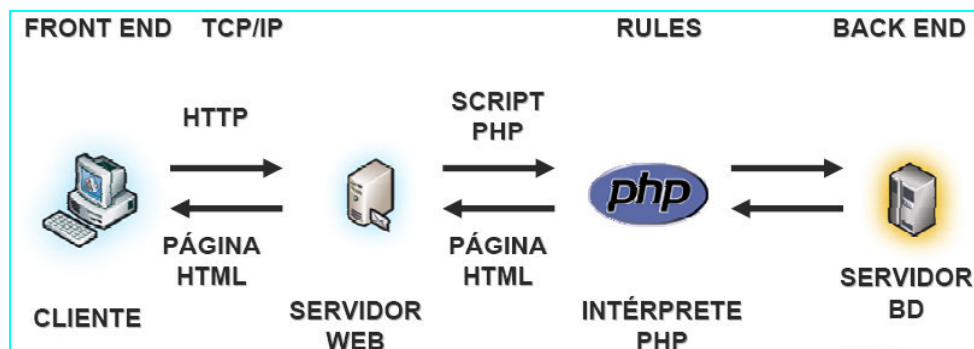 FRONT END
TCP/IP
RULES
BACK END
HTTP
SCRIPT
PHP
php
PÁGINA
HTML
PÁGINA
HTML
CLIENTE
SERVIDOR
WEB
INTÉRPRETE
PHP
SERVIDOR
BD